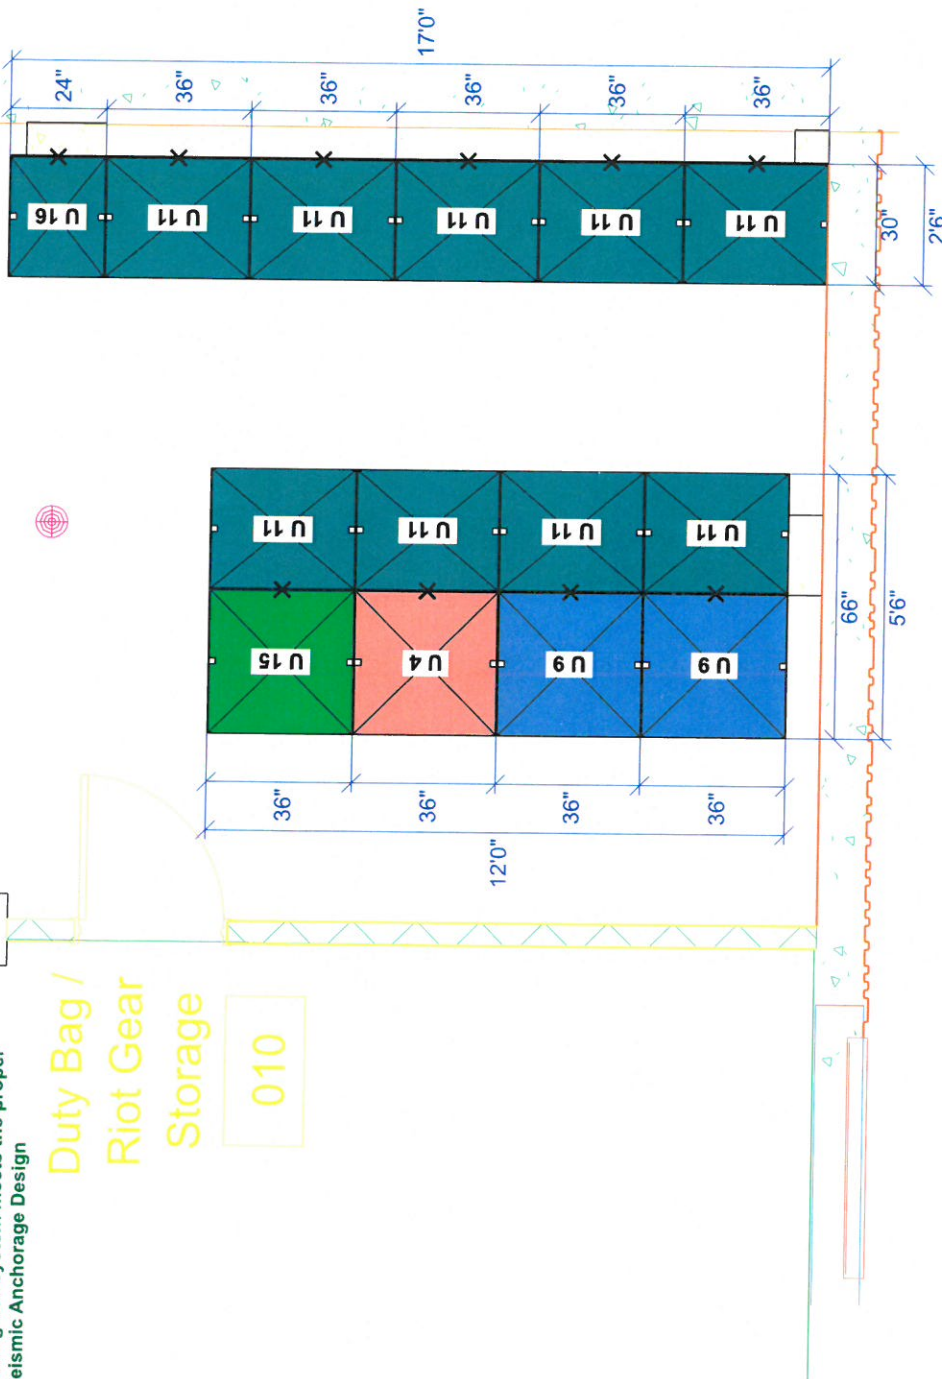 eismic Anchorage Design
Duty Bag /
Riot Gear
Storage
010
17'0"
24"
36"
36"
36"
36"
36"
U 16
U 11
U 11
U 11
U 11
U 11
30"
2'6"
U 11
U 11
U 11
U 11
U 15
U 4
U 9
U 9
66"
5'6"
36"
36"
36"
36"
12'0"